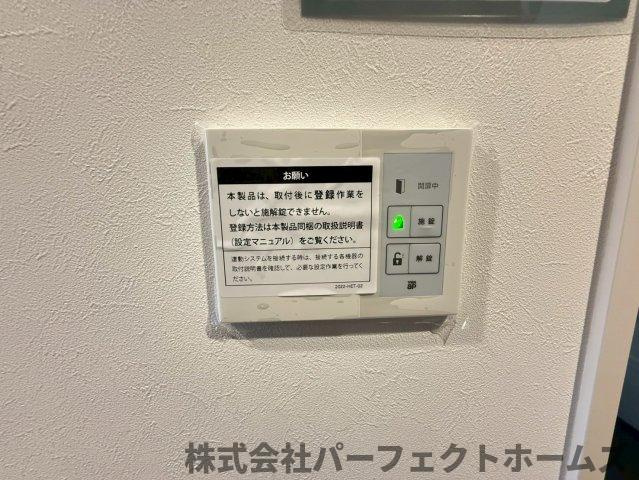 お願い
本製品は、取付後に登録作業を
しないと施解錠できません。
登録方法は本製品同梱の取扱説明書
(設定マニュアル)をご覧ください。
連動システムを接続する時は、接続する各機器の
取付説明書を確認して、必要な設定作業を行ってく
ださい。
2022-HET-02
開扉中
施錠
解錠
株式会社パーフェクトホームズ